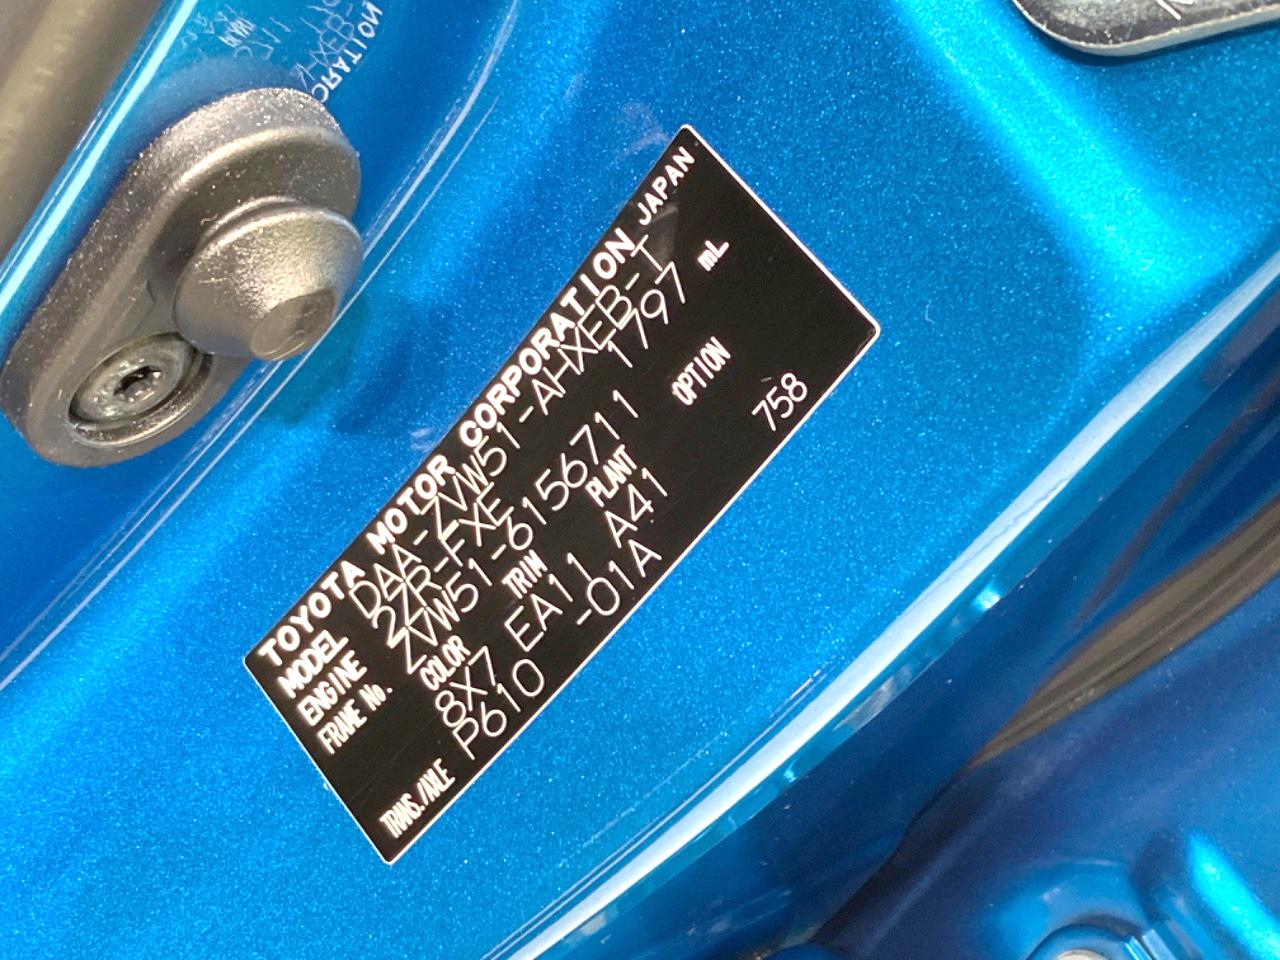 TOYOTA MOTOR CORPORATION JAPAN
MODEL DAA-ZVW51-AHXEB-T
ENGINE 2ZR-FXE 1797 mL
FRAME No. ZVW51-6156711
COLOR TRIM PLANT OPTION
8X7 EA11 A41 758
TRANS./AXLE P610 -01A